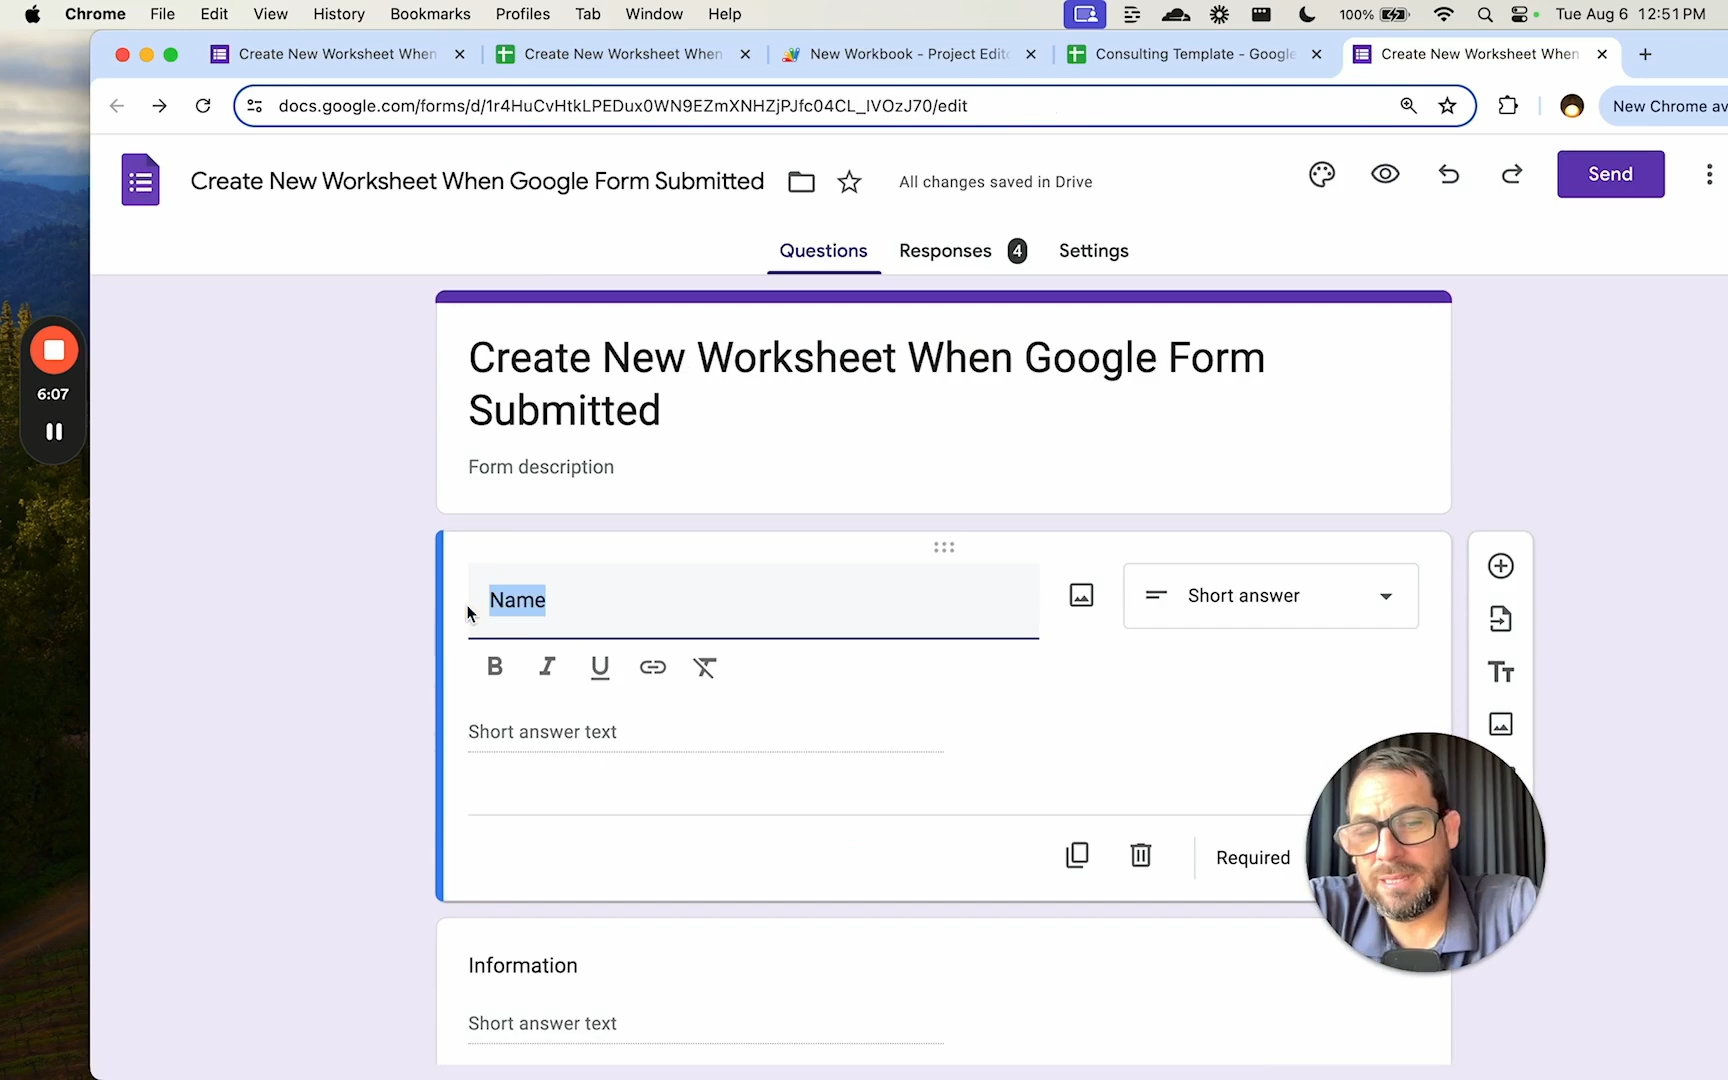 Chrome File Edit View History Bookmarks Profiles Tab Window Help 100% Tue Aug 6 12:51 PM
Create New Worksheet When Create New Worksheet When New Workbook - Project Edito Consulting Template - Google Create New Worksheet When
docs.google.com/forms/d/1r4HuCvHtkLPEDux0WN9EZmXNHZjPJfc04CL_IVOzJ70/edit New Chrome av
Create New Worksheet When Google Form Submitted All changes saved in Drive Send
Questions Responses 4 Settings
Create New Worksheet When Google Form
Submitted
6:07
Form description
Name Short answer
B I U
Tt
Short answer text
Required
Information
Short answer text